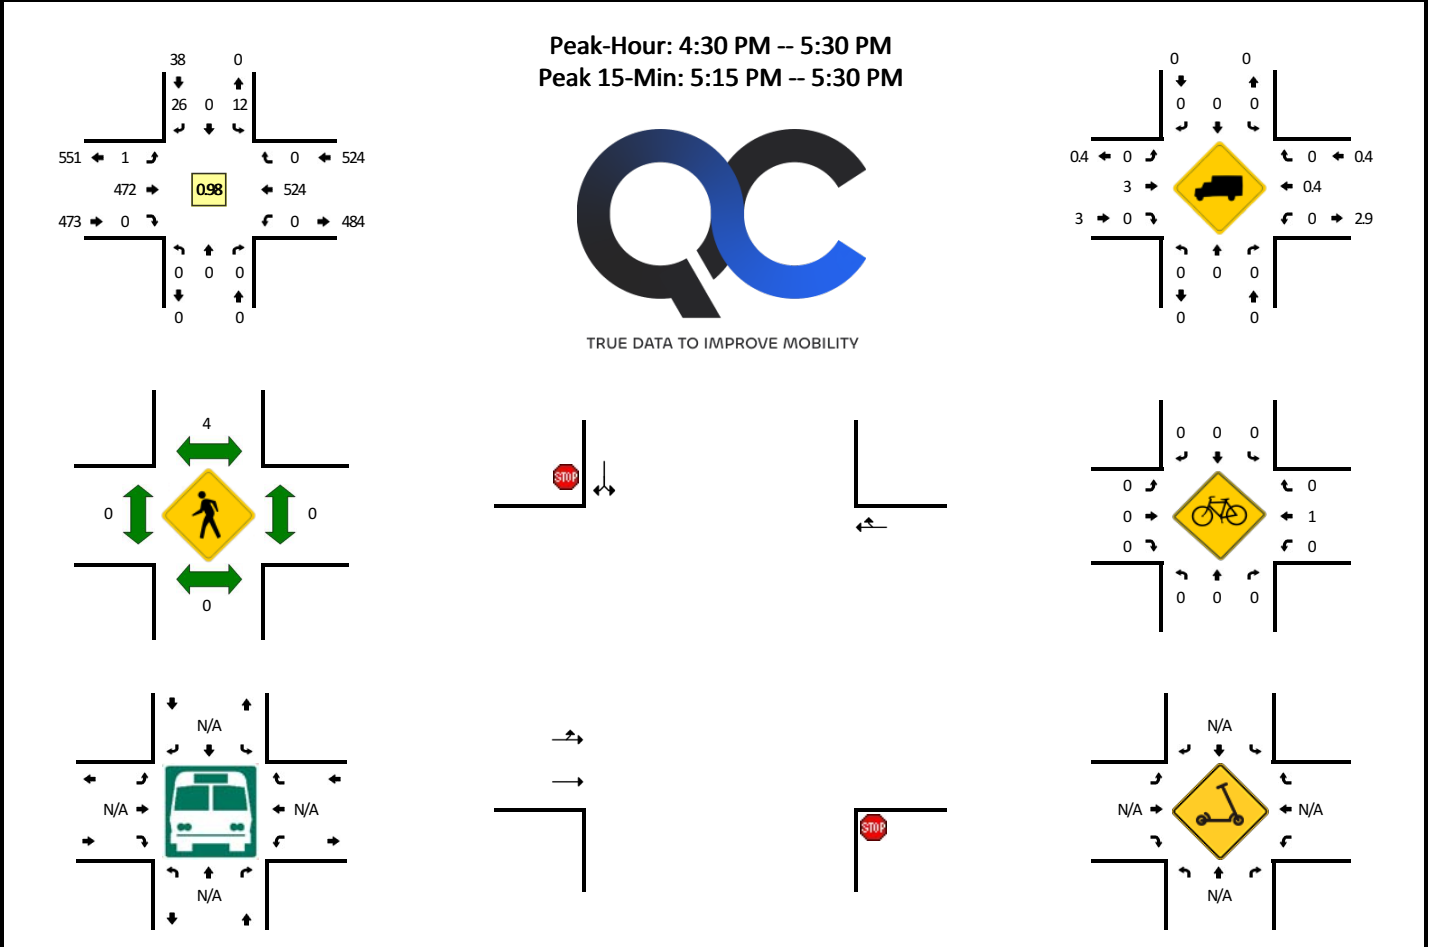 Peak-Hour: 4:30 PM -- 5:30 PM
Peak 15-Min: 5:15 PM -- 5:30 PM
38 0
26 0 12
551 1 0 524
472 0.98 524
473 0 0 484
0 0 0
0 0
TRUE DATA TO IMPROVE MOBILITY
0 0
0 0 0
0.4 0 0 0.4
3 0.4
3 0 0 2.9
0 0 0
0 0
4
0 0
0
STOP
STOP
0 0 0
0 0
0 1
0 0
0 0 0
N/A
N/A N/A
N/A
N/A
N/A N/A
N/A